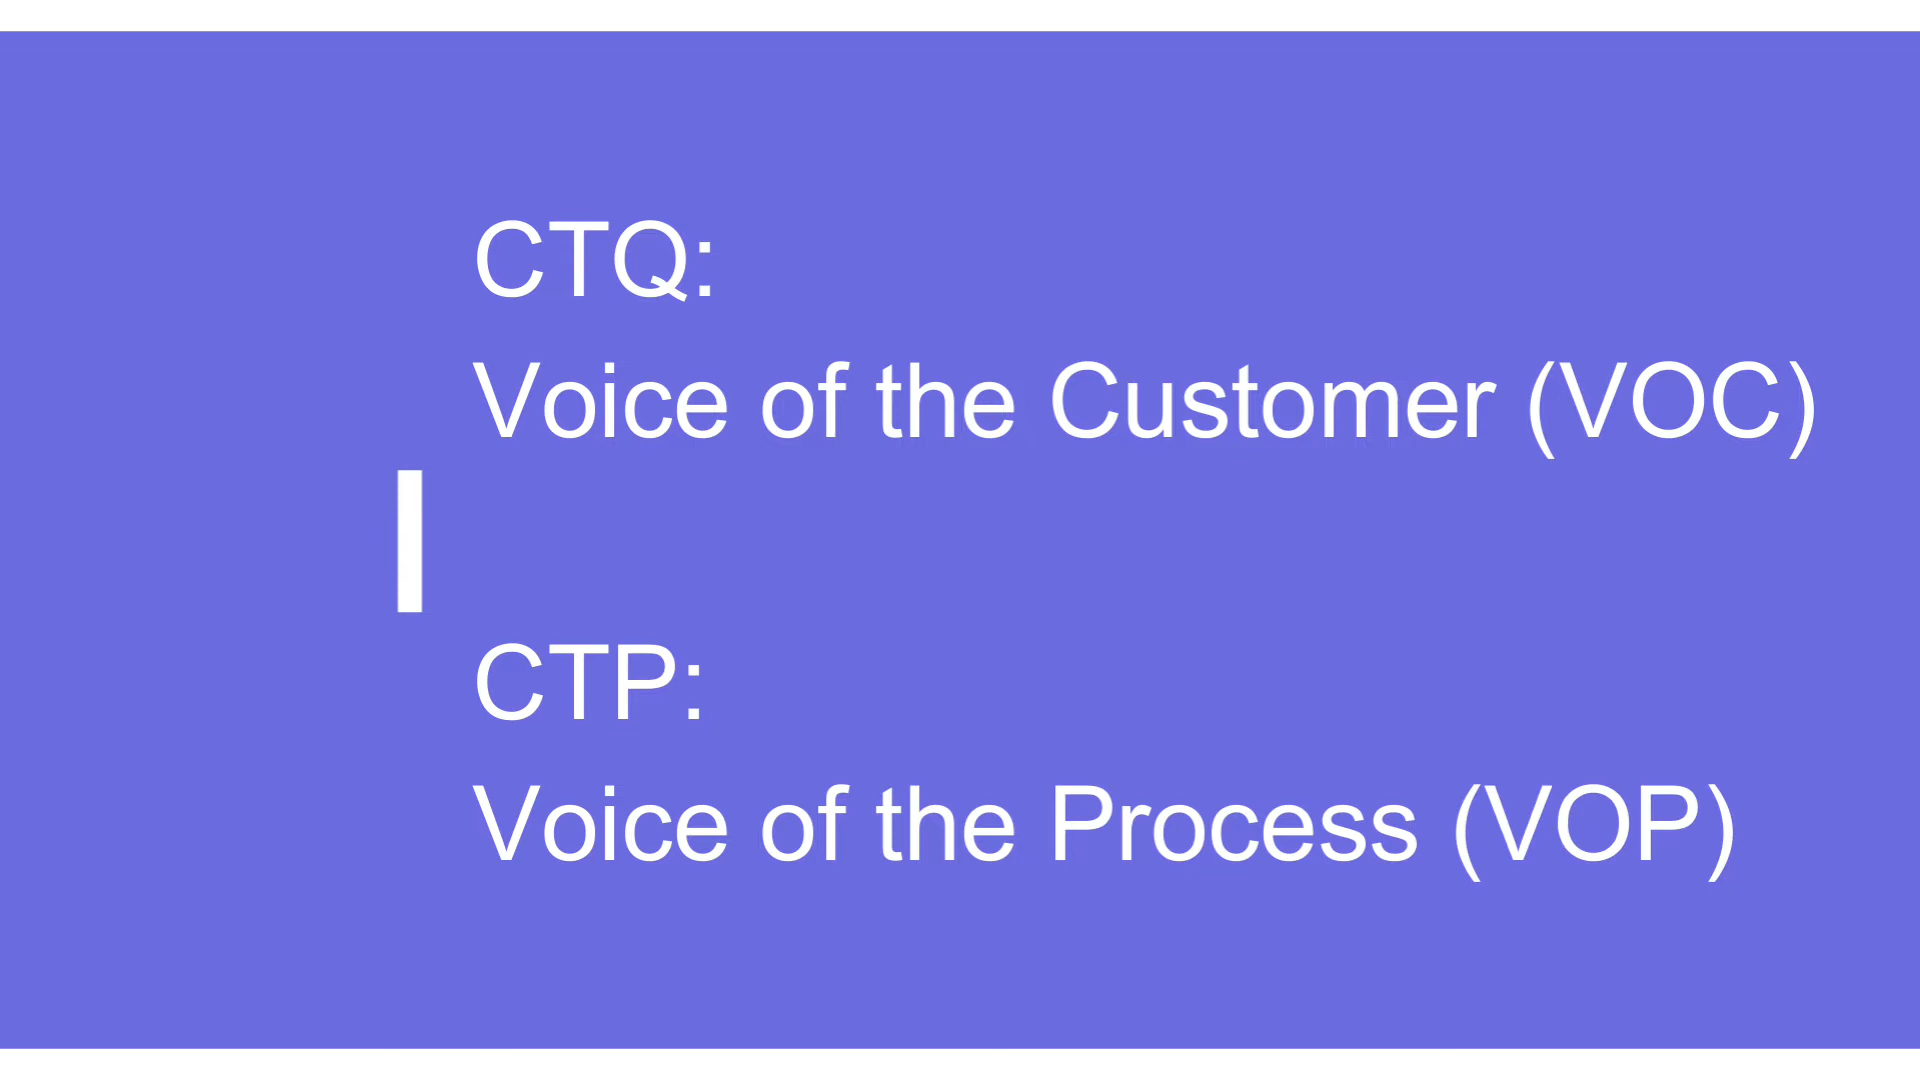 CTQ:
Voice of the Customer (VOC)
CTP:
Voice of the Process (VOP)